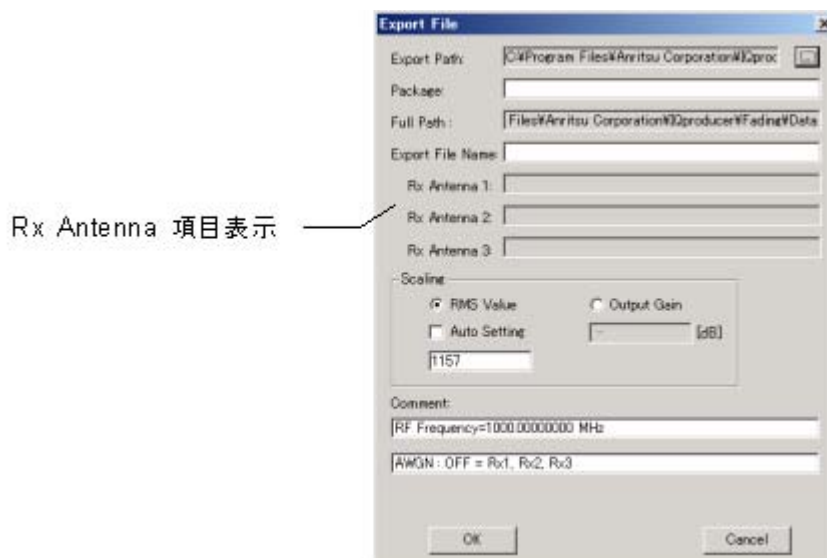 Export File
Export Path: C:¥Program Files¥Anritsu Corporation¥IQproc
Package:
Full Path : Files¥Anritsu Corporation¥IQproducer¥Fading¥Data
Export File Name:
Rx Antenna 1:
Rx Antenna 項目表示
Rx Antenna 2:
Rx Antenna 3:
Scaling
RMS Value Output Gain
Auto Setting -- [dB]
1157
Comment:
RF Frequency=1000.00000000 MHz
AWGN : OFF = Rx1, Rx2, Rx3
OK Cancel